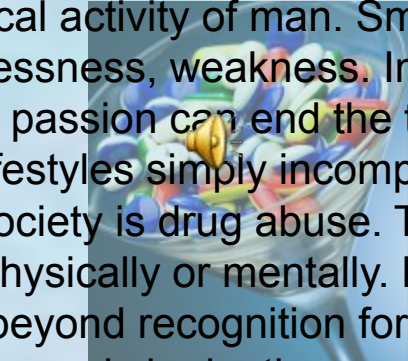 cal activity of man. Sm
essness, weakness. In
passion can end the
festyles simply incomp
ociety is drug abuse. T
hysically or mentally.
beyond recognition for